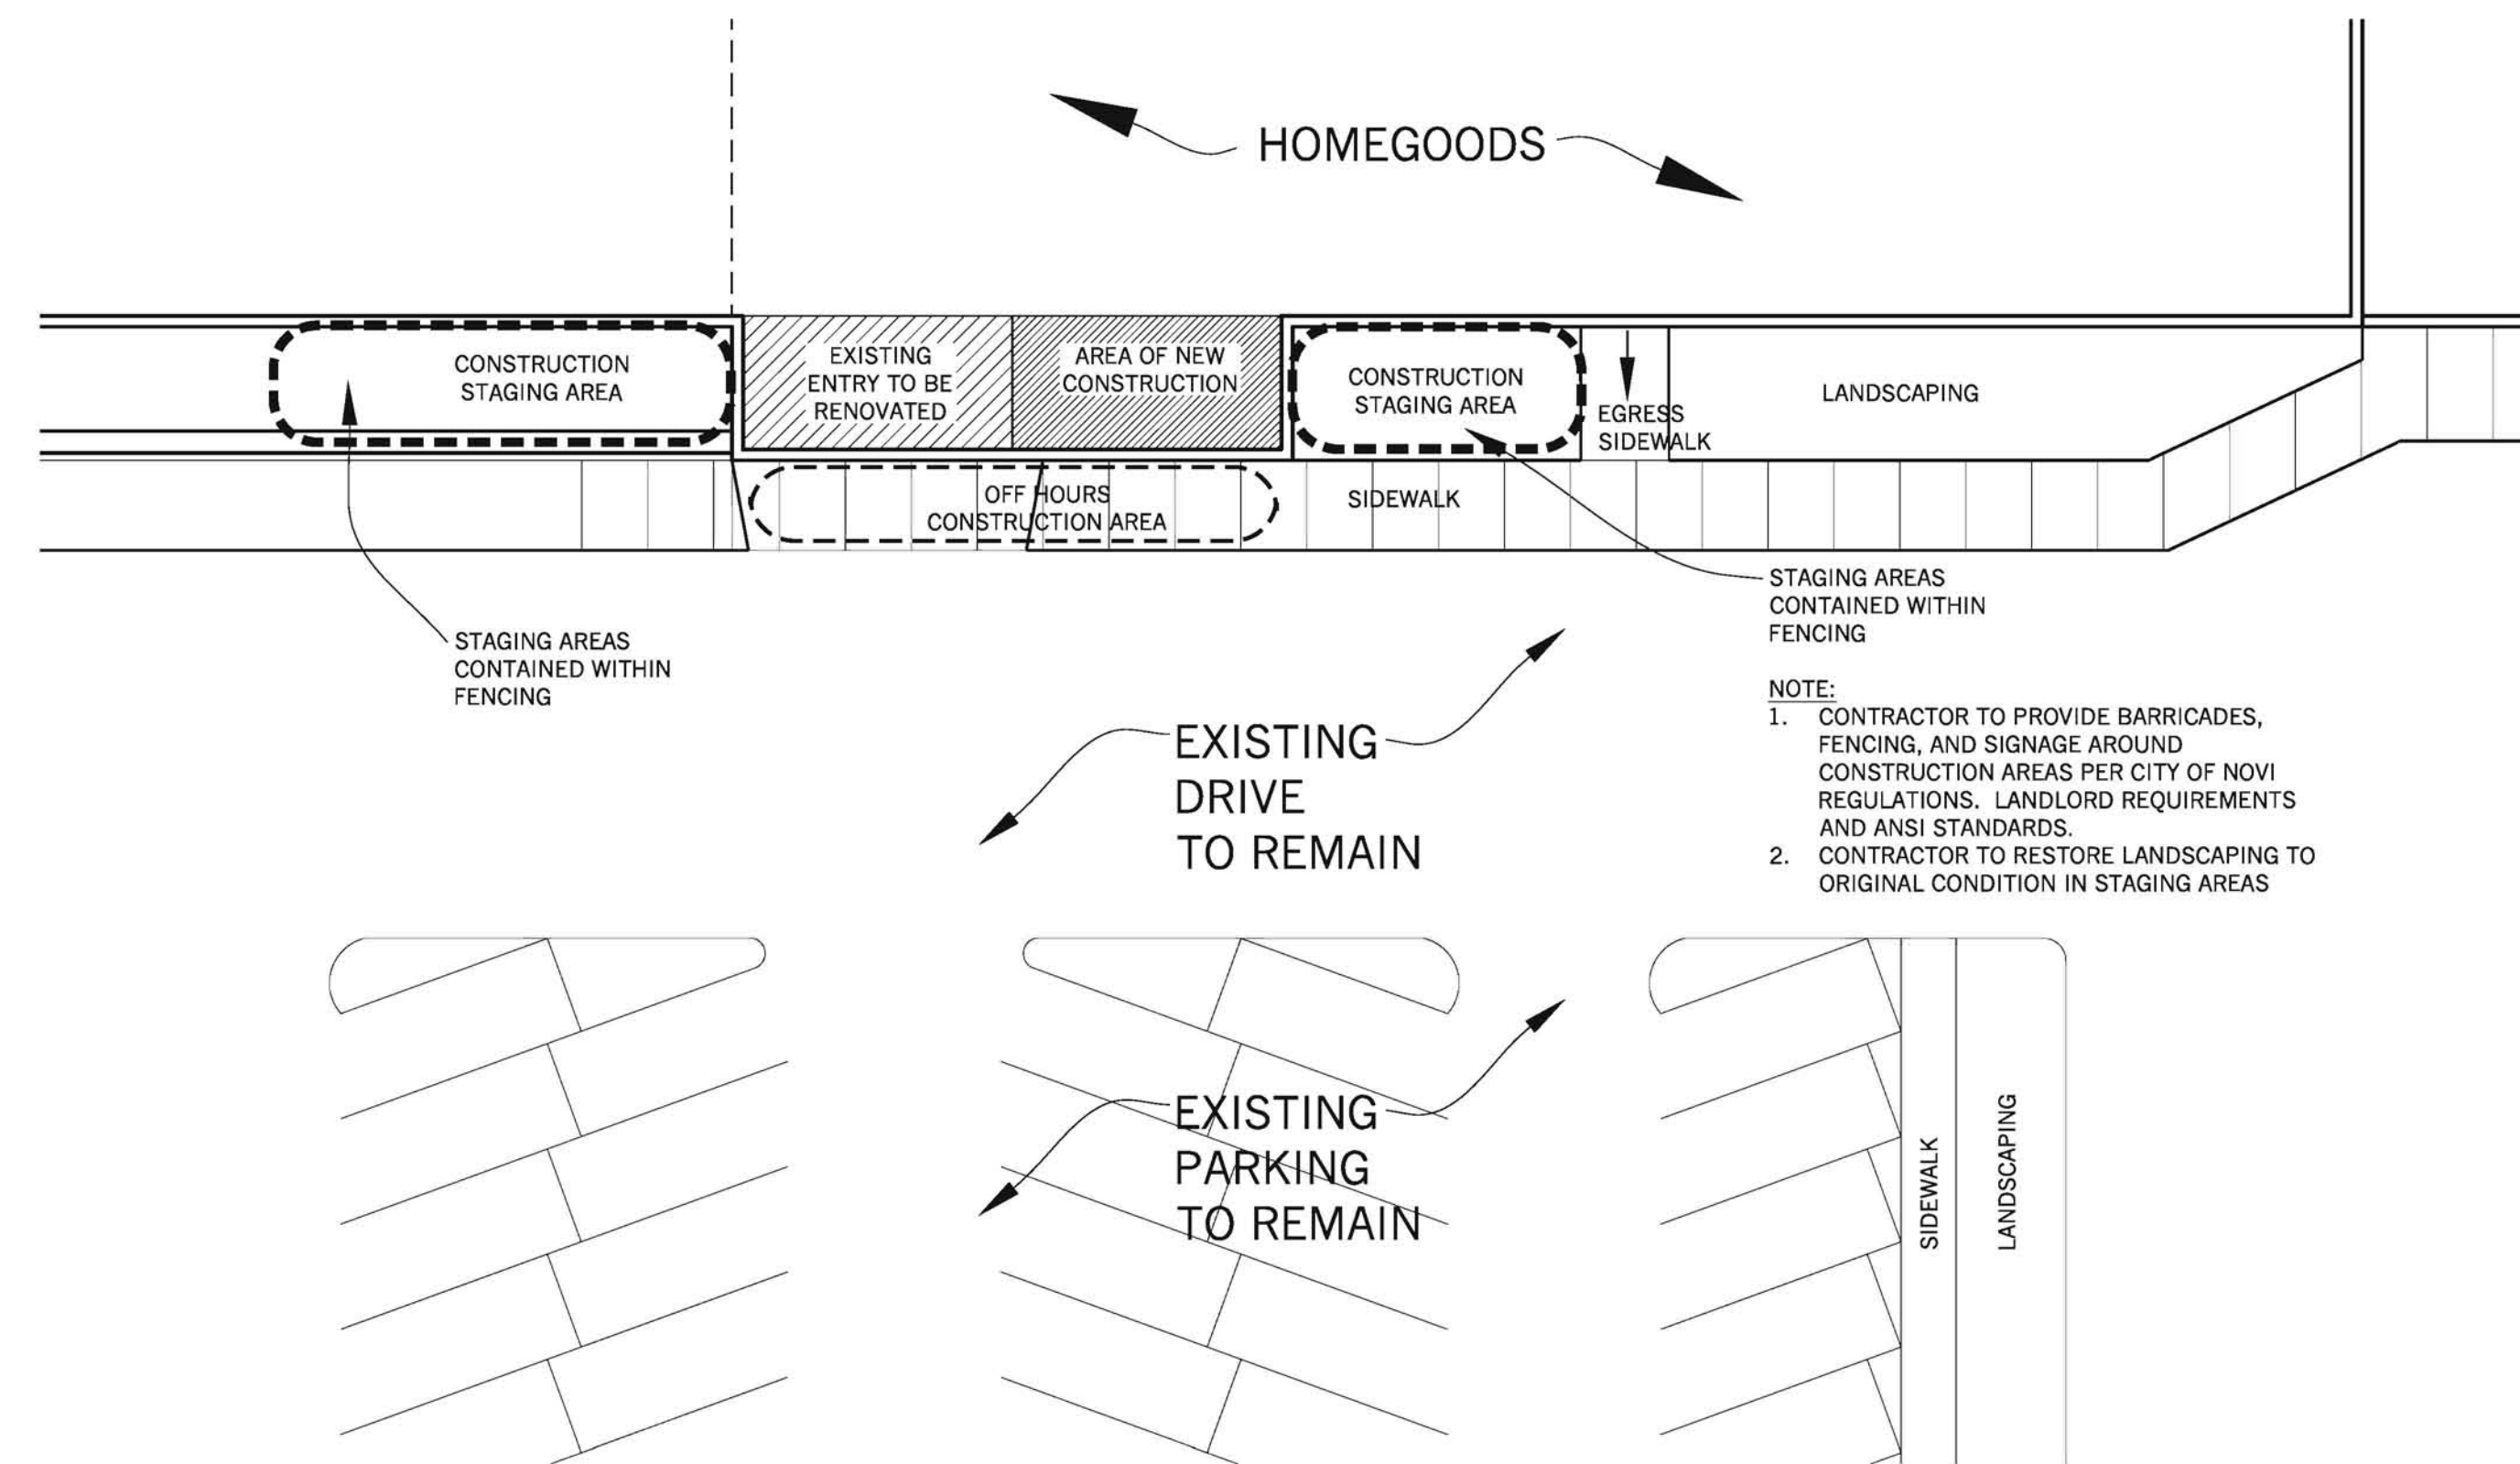 HOMEGOODS
CONSTRUCTION
STAGING AREA
EXISTING
ENTRY TO BE
RENOVATED
AREA OF NEW
CONSTRUCTION
CONSTRUCTION
STAGING AREA
EGRESS
SIDEWALK
LANDSCAPING
OFF HOURS
CONSTRUCTION AREA
SIDEWALK
STAGING AREAS
CONTAINED WITHIN
FENCING
STAGING AREAS
CONTAINED WITHIN
FENCING
NOTE:
1. CONTRACTOR TO PROVIDE BARRICADES,
FENCING, AND SIGNAGE AROUND
CONSTRUCTION AREAS PER CITY OF NOVI
REGULATIONS. LANDLORD REQUIREMENTS
AND ANSI STANDARDS.
2. CONTRACTOR TO RESTORE LANDSCAPING TO
ORIGINAL CONDITION IN STAGING AREAS
EXISTING
DRIVE
TO REMAIN
EXISTING
PARKING
TO REMAIN
SIDEWALK
LANDSCAPING